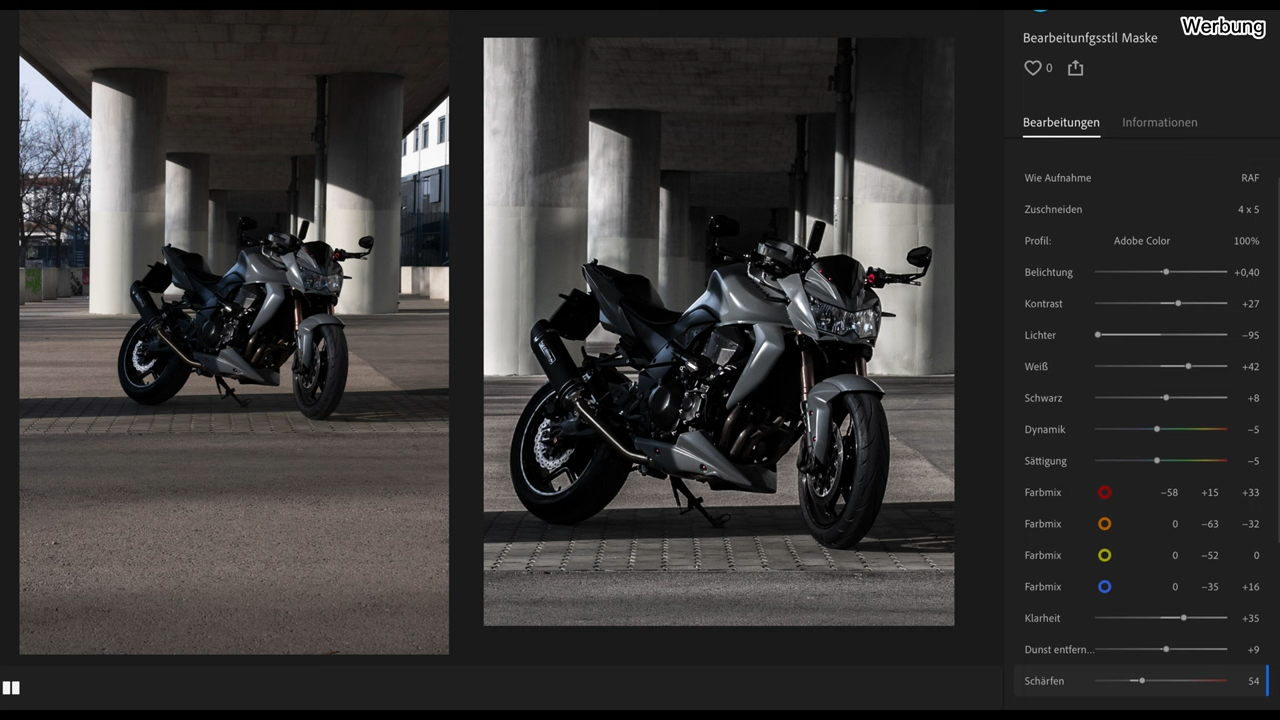 Werbung
Bearbeitunfgsstil Maske
0
Bearbeitungen Informationen
Wie Aufnahme RAF
Zuschneiden 4 x 5
Profil: Adobe Color 100%
Belichtung +0,40
Kontrast +27
Lichter −95
Weiß +42
Schwarz +8
Dynamik −5
Sättigung −5
Farbmix −58 +15 +33
Farbmix 0 −63 −32
Farbmix 0 −52 0
Farbmix 0 −35 +16
Klarheit +35
Dunst entfern... +9
Schärfen 54